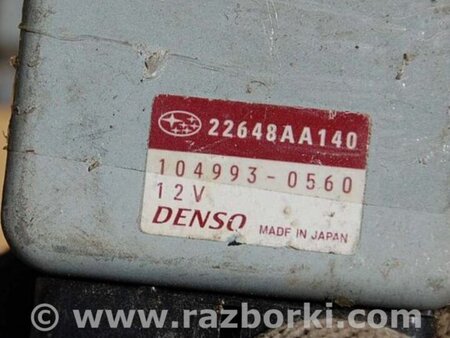 22648AA140
104993-0560
12V
DENSO MADE IN JAPAN
© www.razborki.com